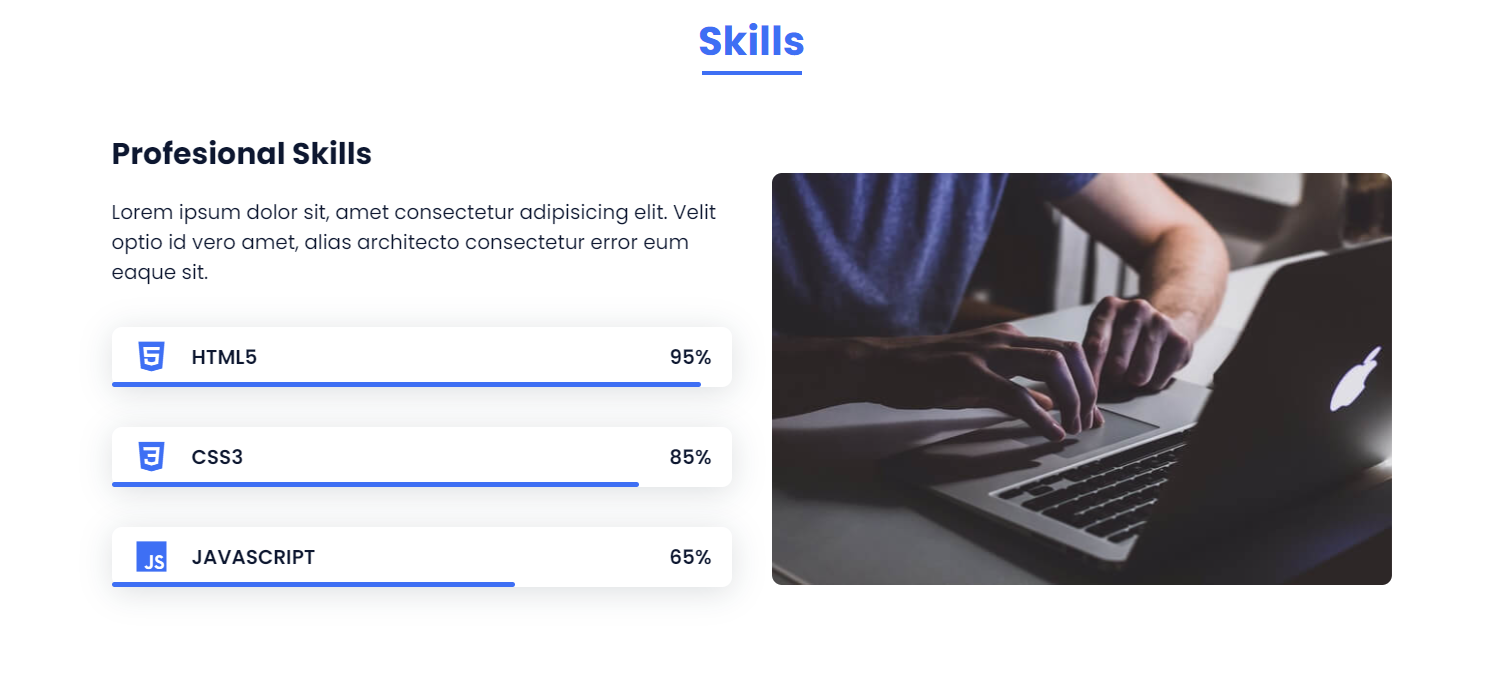 Skills
Profesional Skills
Lorem ipsum dolor sit, amet consectetur adipisicing elit. Velit
optio id vero amet, alias architecto consectetur error eum
eaque sit.
5 HTML5 95%
3 CSS3 85%
JS JAVASCRIPT 65%